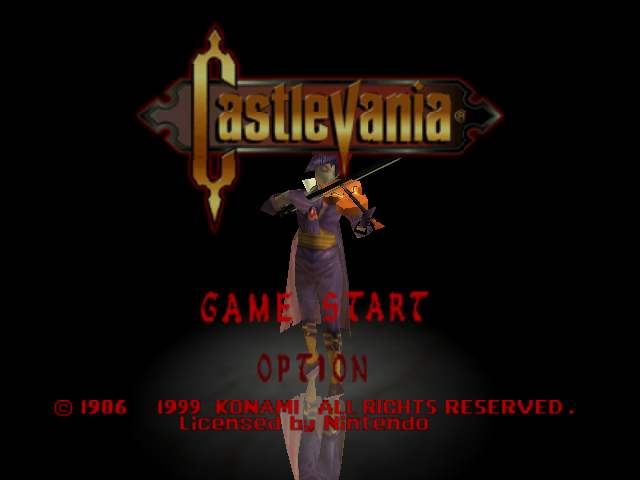 Castlevania®
GAME START
OPTION
© 1986 1999 KONAMI ALL RIGHTS RESERVED.
Licensed by Nintendo